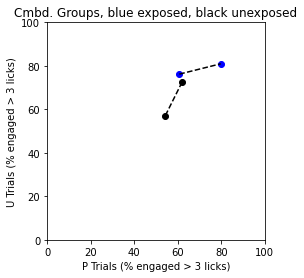 Cmbd. Groups, blue exposed, black unexposed
100
80
60
40
20
0
U Trials (% engaged > 3 licks)
0 20 40 60 80 100
P Trials (% engaged > 3 licks)